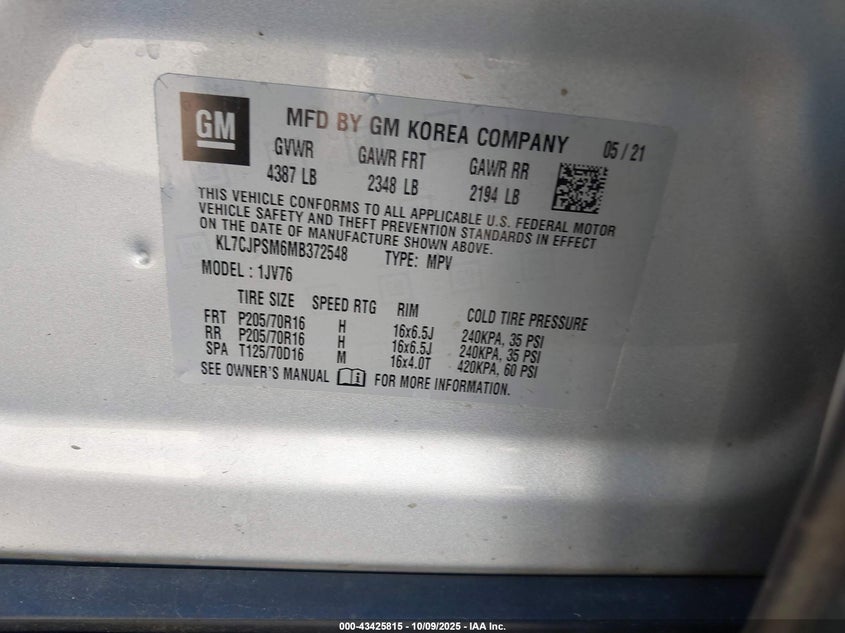 GM
MFD BY GM KOREA COMPANY 05 / 21
GVWR GAWR FRT GAWR RR
4387 LB 2348 LB 2194 LB
THIS VEHICLE CONFORMS TO ALL APPLICABLE U.S. FEDERAL MOTOR
VEHICLE SAFETY AND THEFT PREVENTION STANDARDS IN EFFECT
ON THE DATE OF MANUFACTURE SHOWN ABOVE.
KL7CJPSM6MB372548 TYPE: MPV
MODEL : 1JV76
TIRE SIZE SPEED RTG RIM COLD TIRE PRESSURE
FRT P205/70R16 H 16x6.5J 240KPA, 35 PSI
RR P205/70R16 H 16x6.5J 240KPA, 35 PSI
SPA T125/70D16 M 16x4.0T 420KPA, 60 PSI
SEE OWNER'S MANUAL FOR MORE INFORMATION.
000-43425815 - 10/09/2025 - IAA Inc.